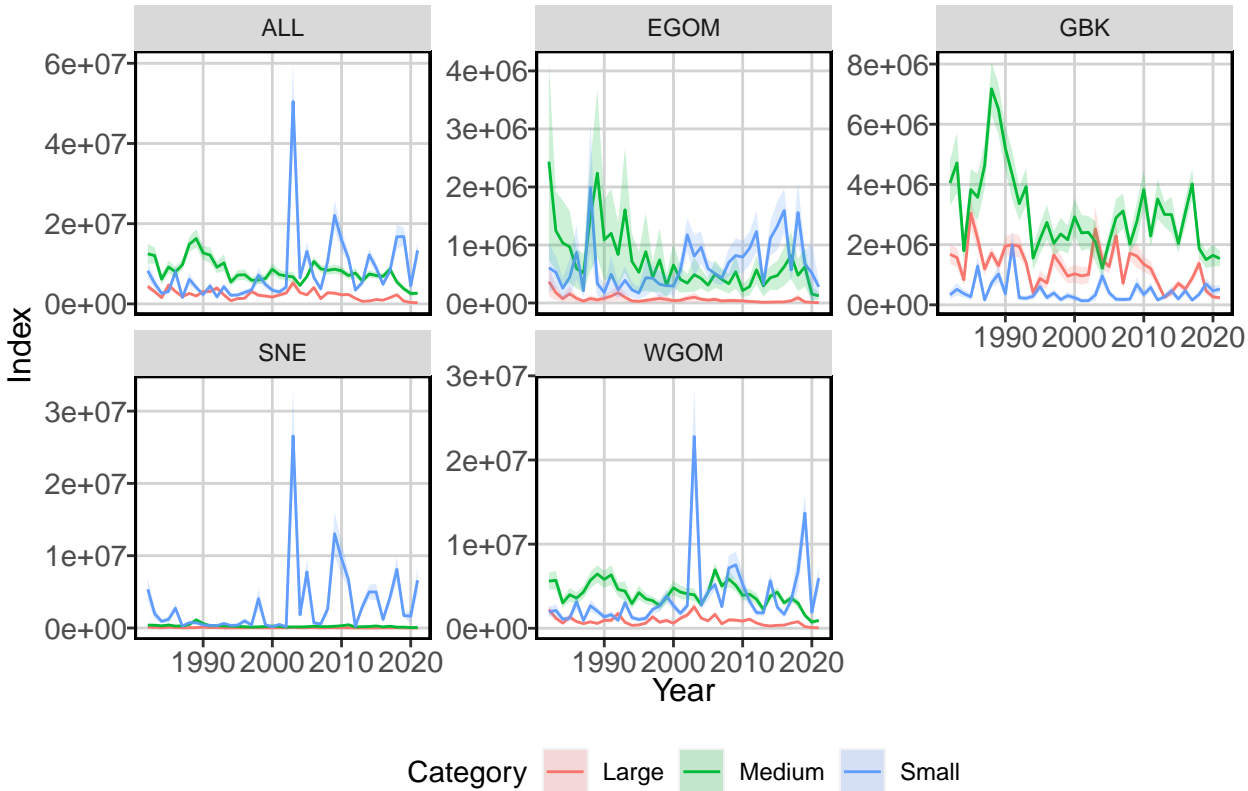 ALL
EGOM
GBK
6e+07
4e+07
2e+07
0e+00
4e+06
3e+06
2e+06
1e+06
0e+00
8e+06
6e+06
4e+06
2e+06
0e+00
1990 2000 2010 2020
SNE
WGOM
3e+07
2e+07
1e+07
0e+00
3e+07
2e+07
1e+07
0e+00
1990 2000 2010 2020
1990 2000 2010 2020
Index
Year
Category Large Medium Small